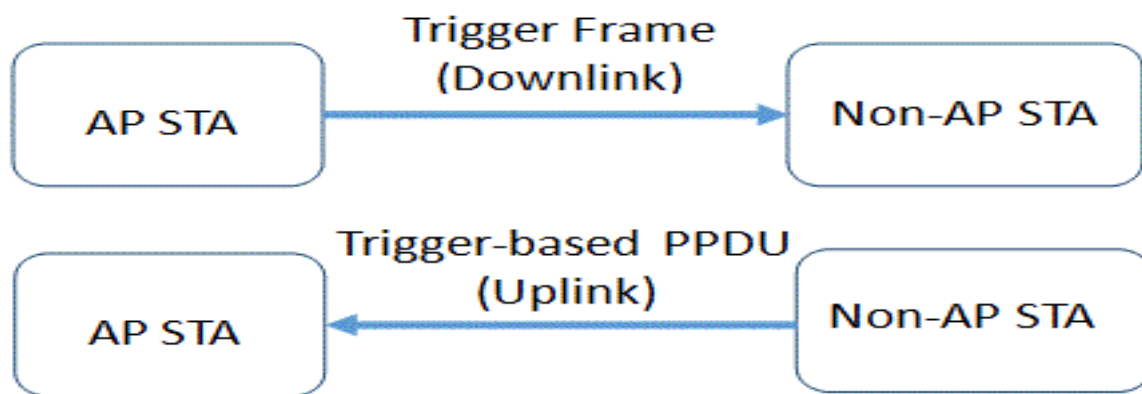 Trigger Frame
(Downlink)
AP STA
Non-AP STA
Trigger-based PPDU
(Uplink)
AP STA
Non-AP STA